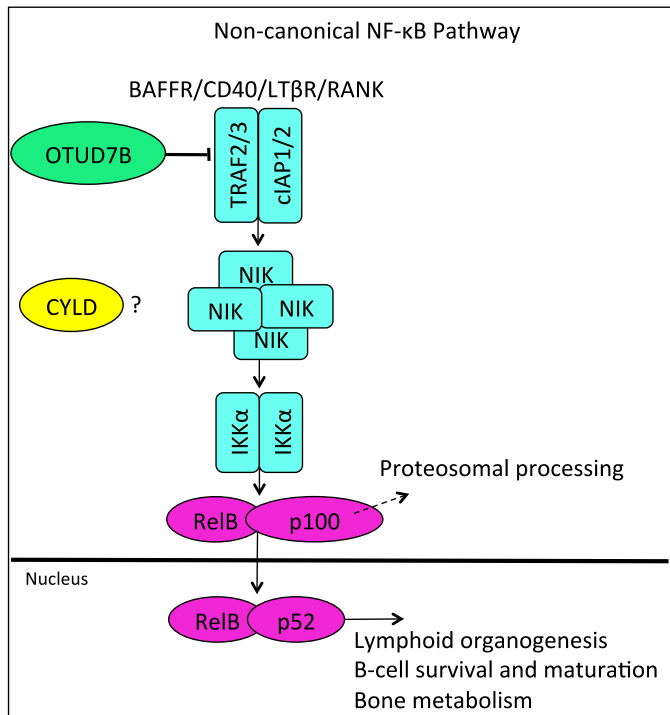 Non-canonical NF-κB Pathway
BAFFR/CD40/LTβR/RANK
OTUD7B
TRAF2/3
cIAP1/2
NIK
NIK
NIK
NIK
CYLD
?
IKKα
IKKα
Proteosomal processing
RelB
p100
Nucleus
RelB
p52
Lymphoid organogenesis
B-cell survival and maturation
Bone metabolism